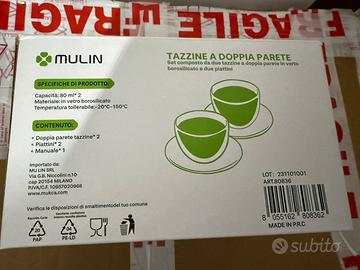 FRAGILE
MULIN
TAZZINE A DOPPIA PARETE
Set composto da due tazzine a doppia parete in vetro
borosilicato e due piattini
SPECIFICHE DI PRODOTTO:
Capacità: 80 ml* 2
Materiale: in vetro borosilicato
Temperatura tollerabile: -20°C-150°C
CONTENUTO:
• Doppia parete tazzine* 2
• Piattini* 2
• Manuale* 1
Importato da:
MU LIN SRL
Via G.B. Niccolini n.10
cap 20154 MILANO
P.IVA/C.F. 10957020968
www.mukca.com
Verifica le disposizioni di smaltimento del tuo comune
Raccolta Carta
20
PAP
04
PE-LD
LOT: 231101001
ART.80836
8 055162 808362
MADE IN P.R.C
subito